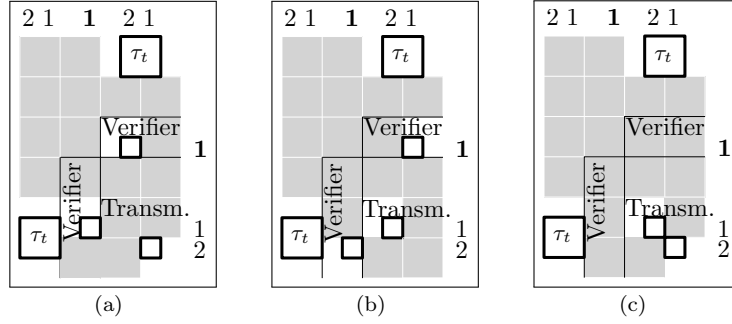 2 1 1 2 1
τt
Verifier
1
Verifier
Transm.
τt
1
2
(a)
2 1 1 2 1
τt
Verifier
1
Verifier
Transm.
τt
1
2
(b)
2 1 1 2 1
τt
Verifier
1
Verifier
Transm.
τt
1
2
(c)